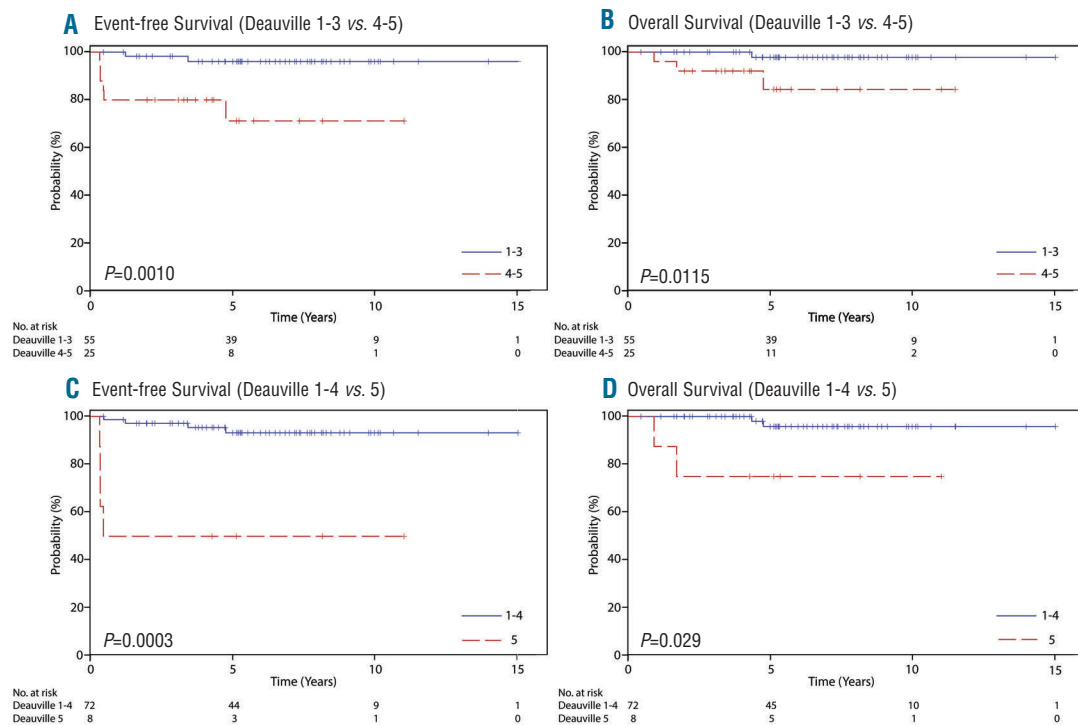 A Event-free Survival (Deauville 1-3 vs. 4-5)
100
80
60
40
20
0
Probability (%)
P=0.0010
1-3
4-5
0 5 10 15
Time (Years)
No. at risk
Deauville 1-3 55 39 9 1
Deauville 4-5 25 8 1 0
B Overall Survival (Deauville 1-3 vs. 4-5)
100
80
60
40
20
0
Probability (%)
P=0.0115
1-3
4-5
0 5 10 15
Time (Years)
No. at risk
Deauville 1-3 55 39 9 1
Deauville 4-5 25 11 2 0
C Event-free Survival (Deauville 1-4 vs. 5)
100
80
60
40
20
0
Probability (%)
P=0.0003
1-4
5
0 5 10 15
Time (Years)
No. at risk
Deauville 1-4 72 44 9 1
Deauville 5 8 3 1 0
D Overall Survival (Deauville 1-4 vs. 5)
100
80
60
40
20
0
Probability (%)
P=0.029
1-4
5
0 5 10 15
Time (Years)
No. at risk
Deauville 1-4 72 45 10 1
Deauville 5 8 5 1 0